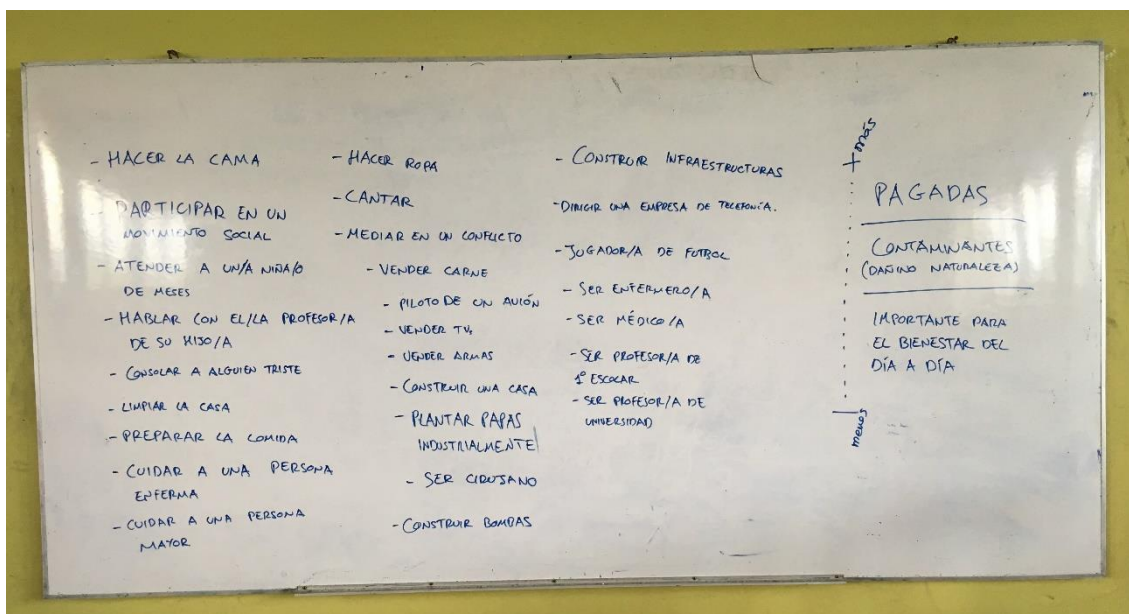 - HACER LA CAMA
- PARTICIPAR EN UN
MOVIMIENTO SOCIAL
- ATENDER A UN/A NIÑA/O
DE MESES
- HABLAR CON EL/LA PROFESOR/A
DE SU HIJO/A
- CONSOLAR A ALGUIEN TRISTE
- LIMPIAR LA CASA
- PREPARAR LA COMIDA
- CUIDAR A UNA PERSONA
ENFERMA
- CUIDAR A UNA PERSONA
MAYOR
- HACER ROPA
- CANTAR
- MEDIAR EN UN CONFLICTO
- VENDER CARNE
- PILOTO DE UN AVIÓN
- VENDER TV,
- VENDER ARMAS
- CONSTRUIR UNA CASA
- PLANTAR PAPAS
INDUSTRIALMENTE
- SER CIRUJANO
- CONSTRUIR BOMBAS
- CONSTRUIR INFRAESTRUCTURAS
- DIRIGIR UNA EMPRESA DE TELEFONÍA.
- JUGADOR/A DE FUTBOL
- SER ENFERMERO/A
- SER MÉDICO/A
- SER PROFESOR/A DE
1º ESCOLAR
- SER PROFESOR/A DE
UNIVERSIDAD
+ más
menos
PAGADAS
CONTAMINANTES
(DAÑINO NATURALEZA)
IMPORTANTE PARA
EL BIENESTAR DEL
DÍA A DÍA